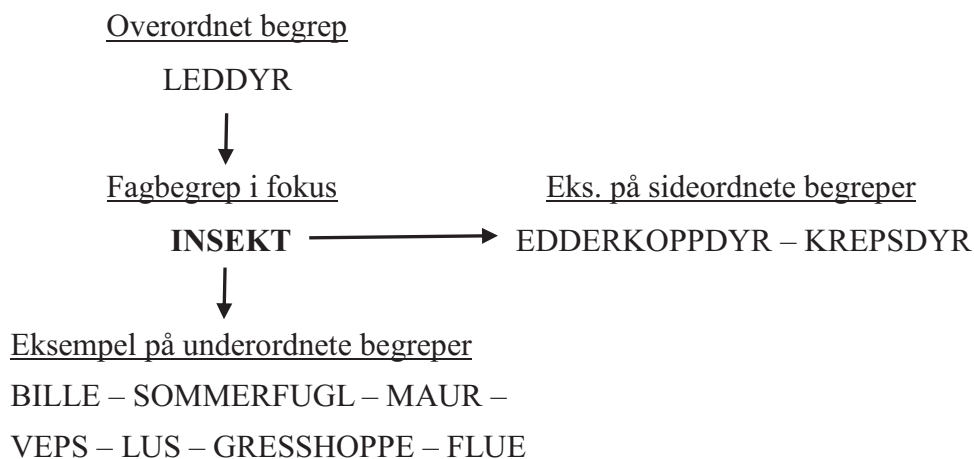 Overordnet begrep
LEDDYR
Fagbegrep i fokus
Eks. på sideordnete begreper
INSEKT
EDDERKOPPDYR – KREPSDYR
Eksempel på underordnete begreper
BILLE – SOMMERFUGL – MAUR –
VEPS – LUS – GRESSHOPPE – FLUE